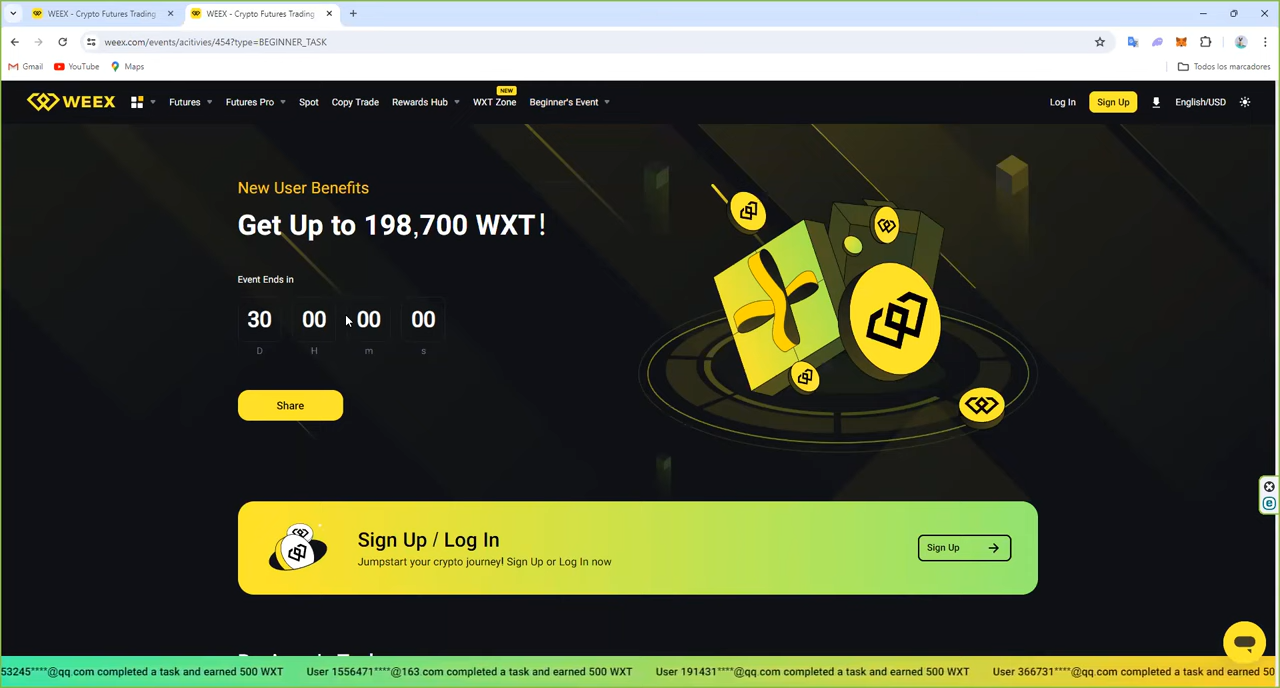 WEEX - Crypto Futures Trading
WEEX - Crypto Futures Trading
weex.com/events/acitivies/454?type=BEGINNER_TASK
Gmail YouTube Maps Todos los marcadores
WEEX Futures Futures Pro Spot Copy Trade Rewards Hub WXT Zone NEW Beginner's Event Log In Sign Up English/USD
New User Benefits
Get Up to 198,700 WXT!
Event Ends in
30 00 00 00
D H m s
Share
Sign Up / Log In
Jumpstart your crypto journey! Sign Up or Log In now
Sign Up
53245****@qq.com completed a task and earned 500 WXT User 1556471****@163.com completed a task and earned 500 WXT User 191431****@qq.com completed a task and earned 500 WXT User 366731****@qq.com completed a task and earned 50